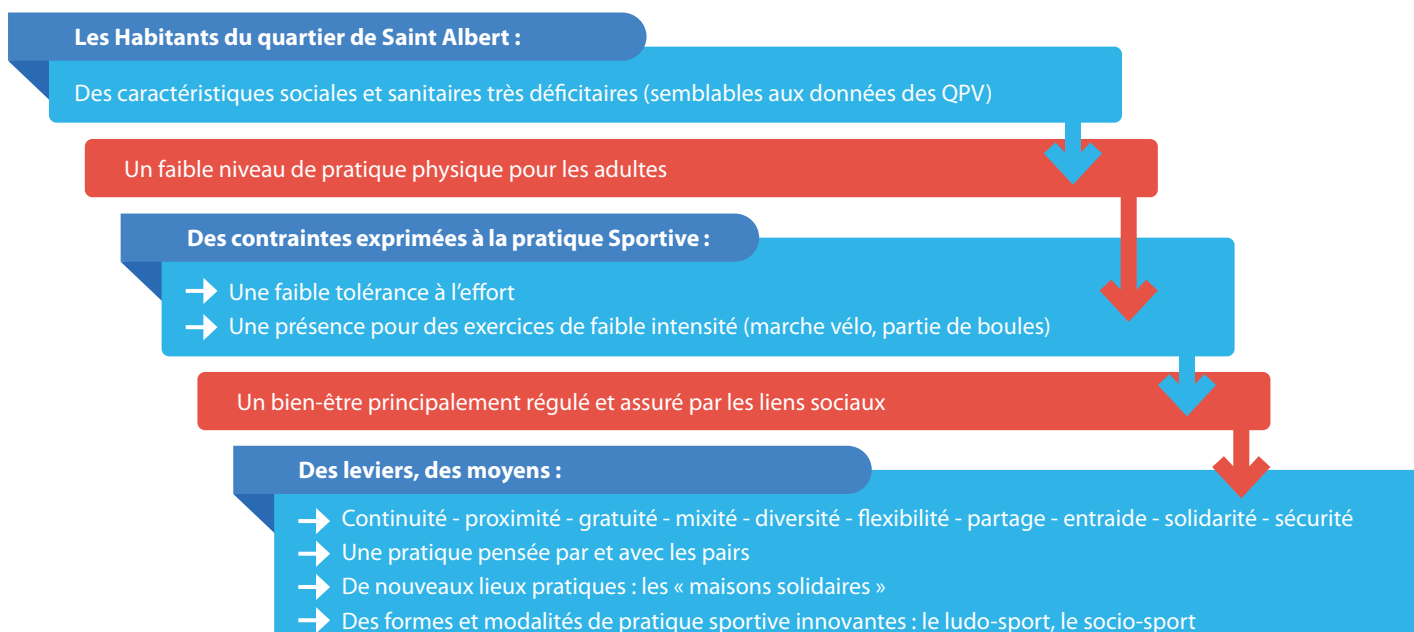 Les Habitants du quartier de Saint Albert :
Des caractéristiques sociales et sanitaires très déficitaires (semblables aux données des QPV)
Un faible niveau de pratique physique pour les adultes
Des contraintes exprimées à la pratique Sportive :
Une faible tolérance à l’effort
Une présence pour des exercices de faible intensité (marche vélo, partie de boules)
Un bien-être principalement régulé et assuré par les liens sociaux
Des leviers, des moyens :
Continuité - proximité - gratuité - mixité - diversité - flexibilité - partage - entraide - solidarité - sécurité
Une pratique pensée par et avec les pairs
De nouveaux lieux pratiques : les « maisons solidaires »
Des formes et modalités de pratique sportive innovantes : le ludo-sport, le socio-sport